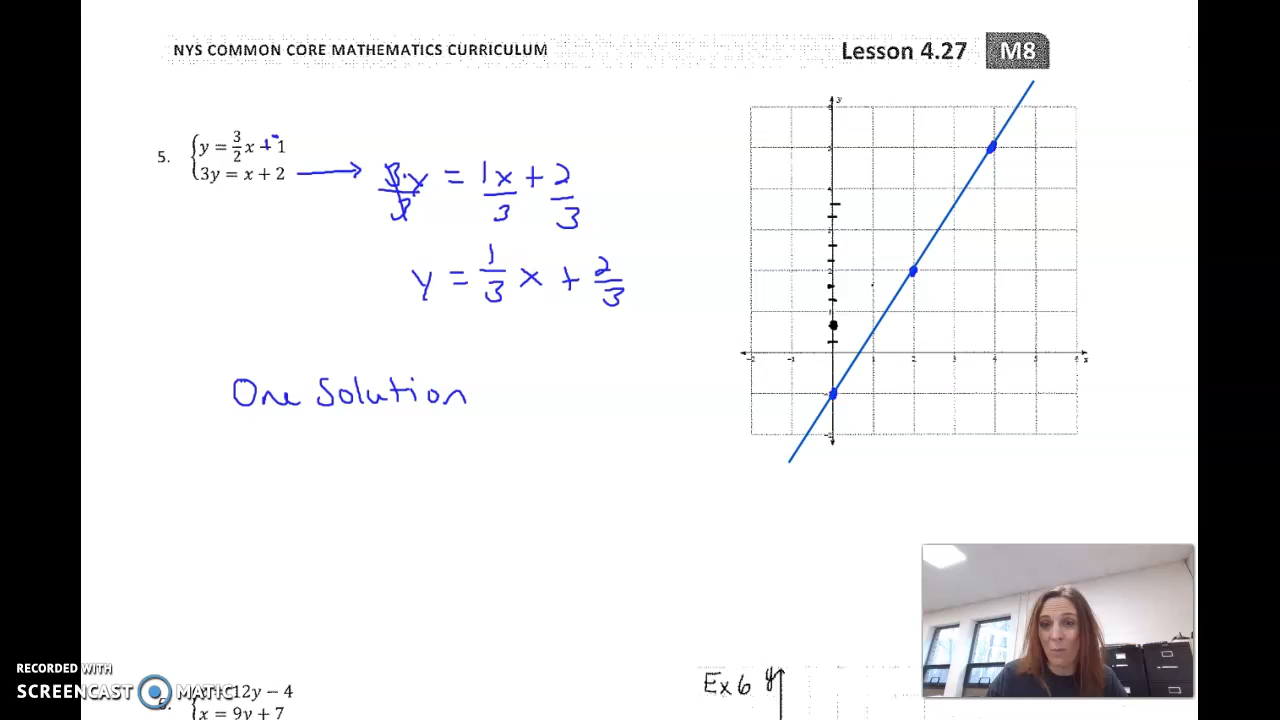 NYS COMMON CORE MATHEMATICS CURRICULUM
Lesson 4.27 M8
5. y = 3/2 x - 1
3y = x + 2
3·y/3 = 1x/3 + 2/3
y = 1/3 x + 2/3
One Solution
Ex 6 y
12y − 4
x = 9y + 7
RECORDED WITH
SCREENCAST MATIC